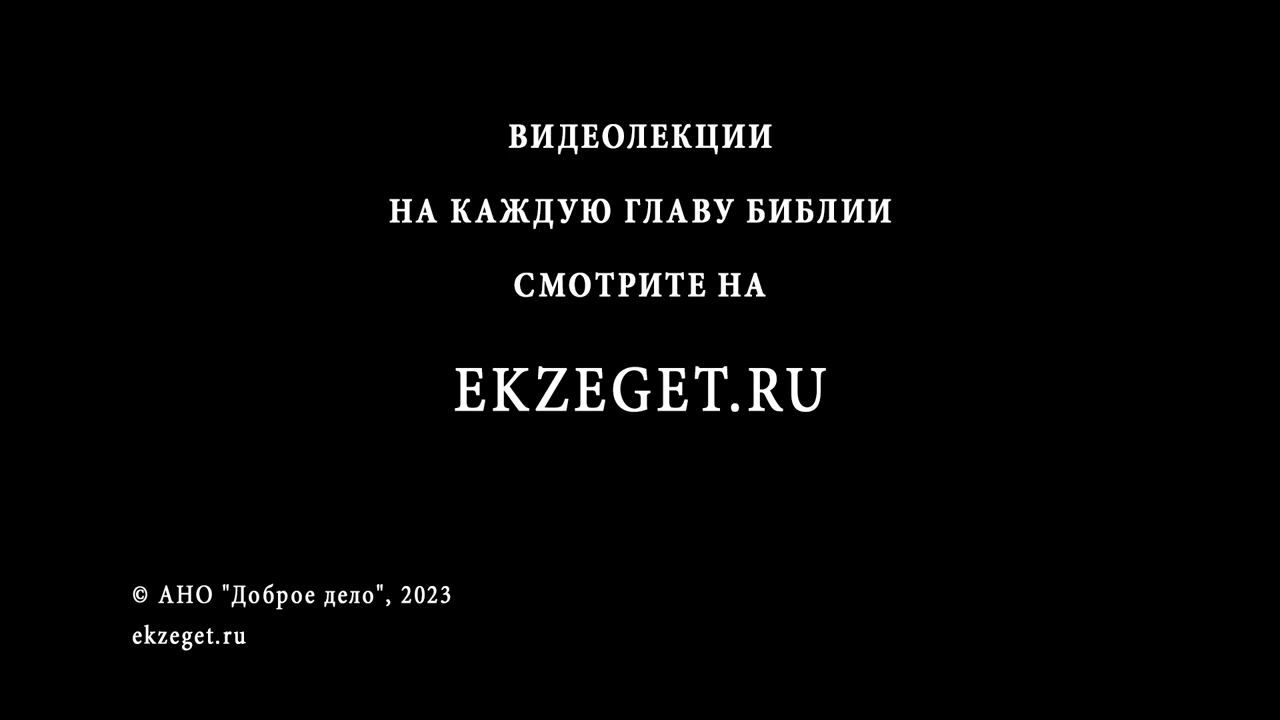 ВИДЕОЛЕКЦИИ
НА КАЖДУЮ ГЛАВУ БИБЛИИ
СМОТРИТЕ НА
EKZEGET.RU
© АНО "Доброе дело", 2023
ekzeget.ru